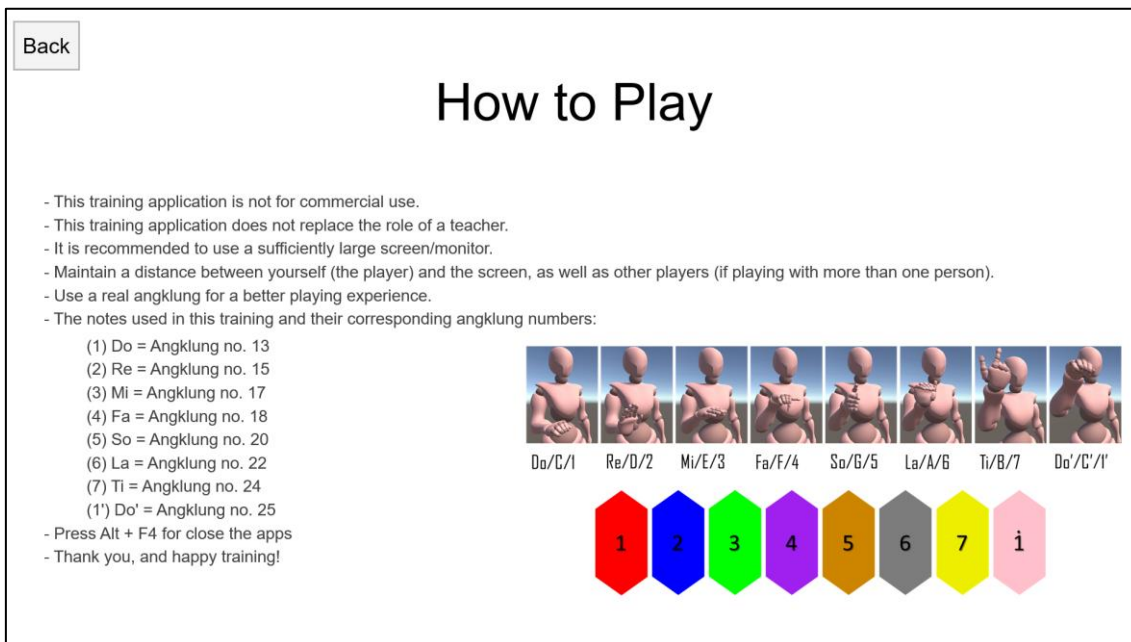 Back
How to Play
- This training application is not for commercial use.
- This training application does not replace the role of a teacher.
- It is recommended to use a sufficiently large screen/monitor.
- Maintain a distance between yourself (the player) and the screen, as well as other players (if playing with more than one person).
- Use a real angklung for a better playing experience.
- The notes used in this training and their corresponding angklung numbers:
(1) Do = Angklung no. 13
(2) Re = Angklung no. 15
(3) Mi = Angklung no. 17
(4) Fa = Angklung no. 18
(5) So = Angklung no. 20
(6) La = Angklung no. 22
(7) Ti = Angklung no. 24
(1') Do' = Angklung no. 25
- Press Alt + F4 for close the apps
- Thank you, and happy training!
Do/C/1 Re/D/2 Mi/E/3 Fa/F/4 So/G/5 La/A/6 Ti/B/7 Do'/C'/1'
1 2 3 4 5 6 7 i